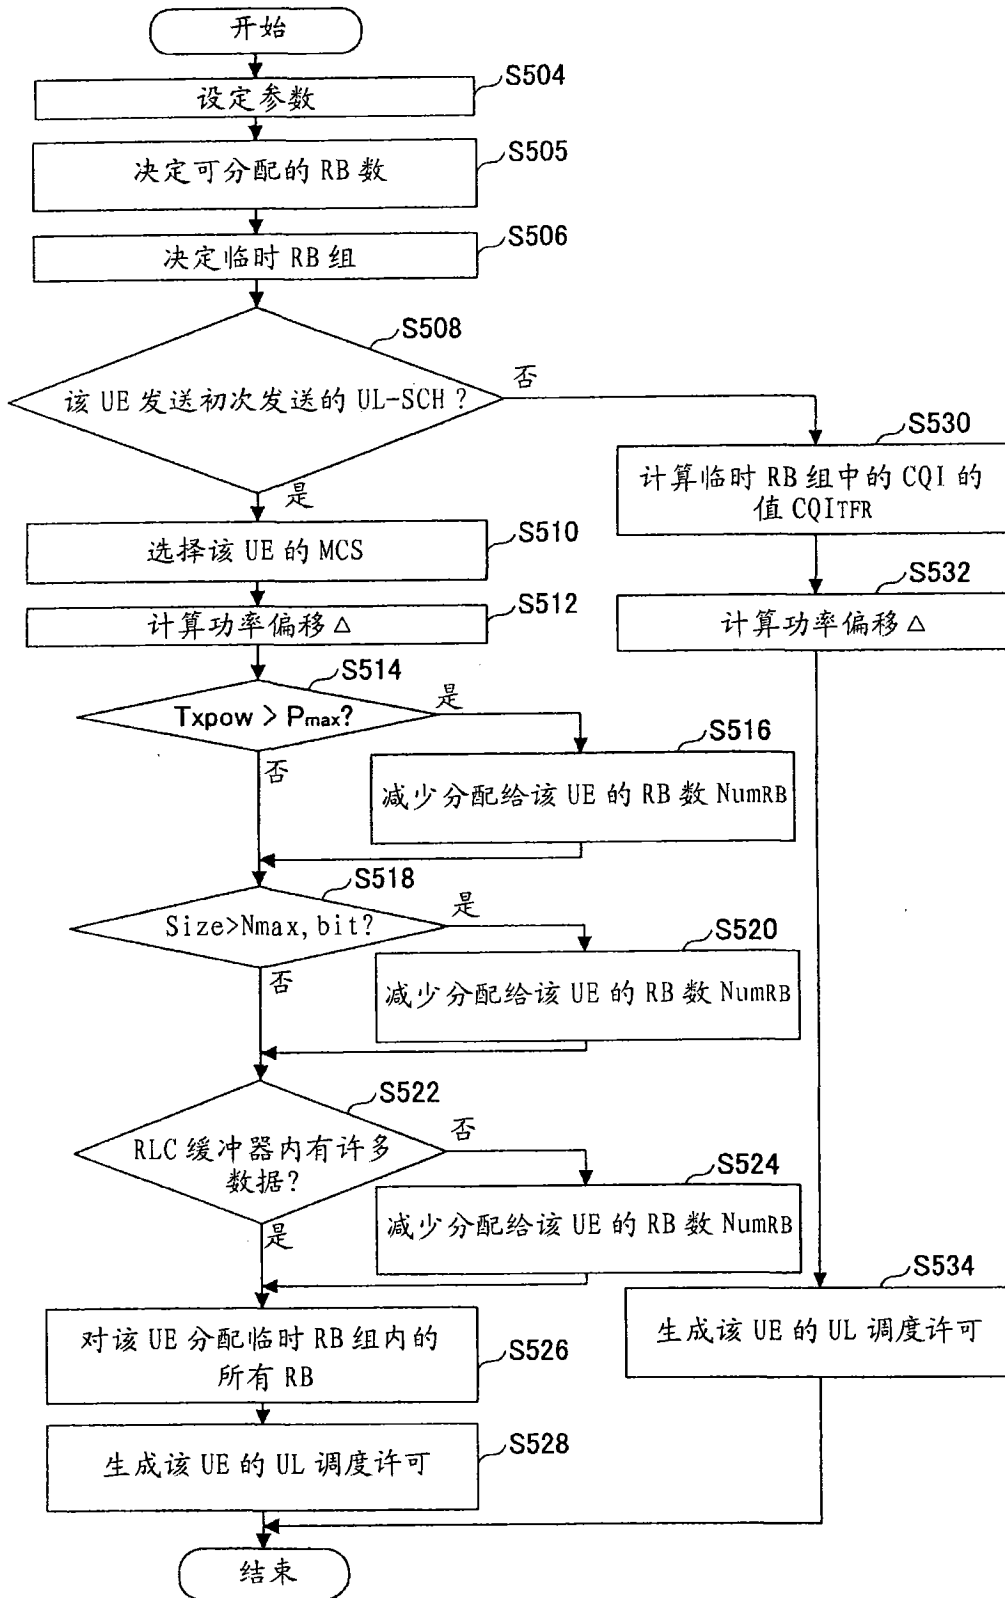 开始
S504
设定参数
S505
决定可分配的 RB 数
S506
决定临时 RB 组
S508
该 UE 发送初次发送的 UL-SCH ?
否
是
S530
计算临时 RB 组中的 CQI 的
值 CQITFR
S510
选择该 UE 的 MCS
S532
计算功率偏移 △
S512
计算功率偏移 △
S514
Txpow > Pmax?
是
否
S516
减少分配给该 UE 的 RB 数 NumRB
S518
Size>Nmax, bit?
是
否
S520
减少分配给该 UE 的 RB 数 NumRB
S522
RLC 缓冲器内有许多
数据?
否
是
S524
减少分配给该 UE 的 RB 数 NumRB
S534
生成该 UE 的 UL 调度许可
S526
对该 UE 分配临时 RB 组内的
所有 RB
S528
生成该 UE 的 UL 调度许可
结束